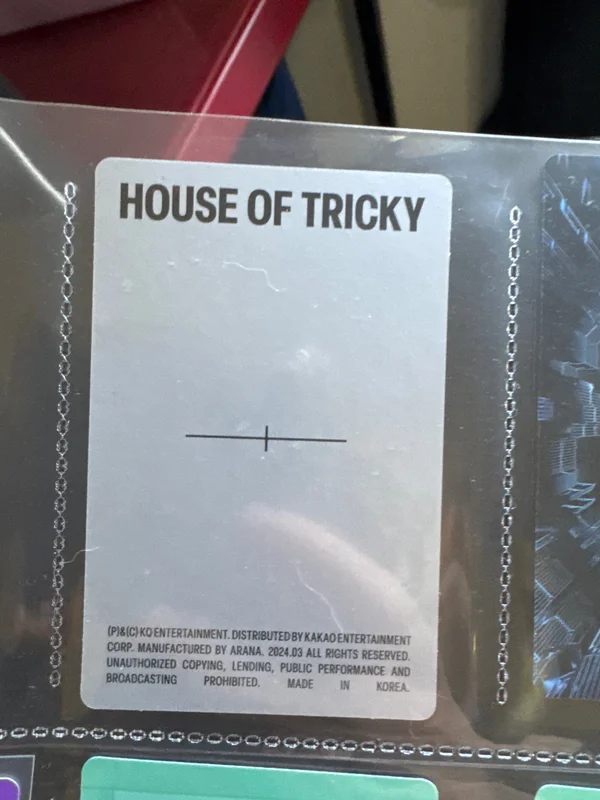 HOUSE OF TRICKY
(P)&(C) KQ ENTERTAINMENT. DISTRIBUTED BY KAKAO ENTERTAINMENT
CORP. MANUFACTURED BY ARANA. 2024.03 ALL RIGHTS RESERVED.
UNAUTHORIZED COPYING, LENDING, PUBLIC PERFORMANCE AND
BROADCASTING PROHIBITED. MADE IN KOREA.